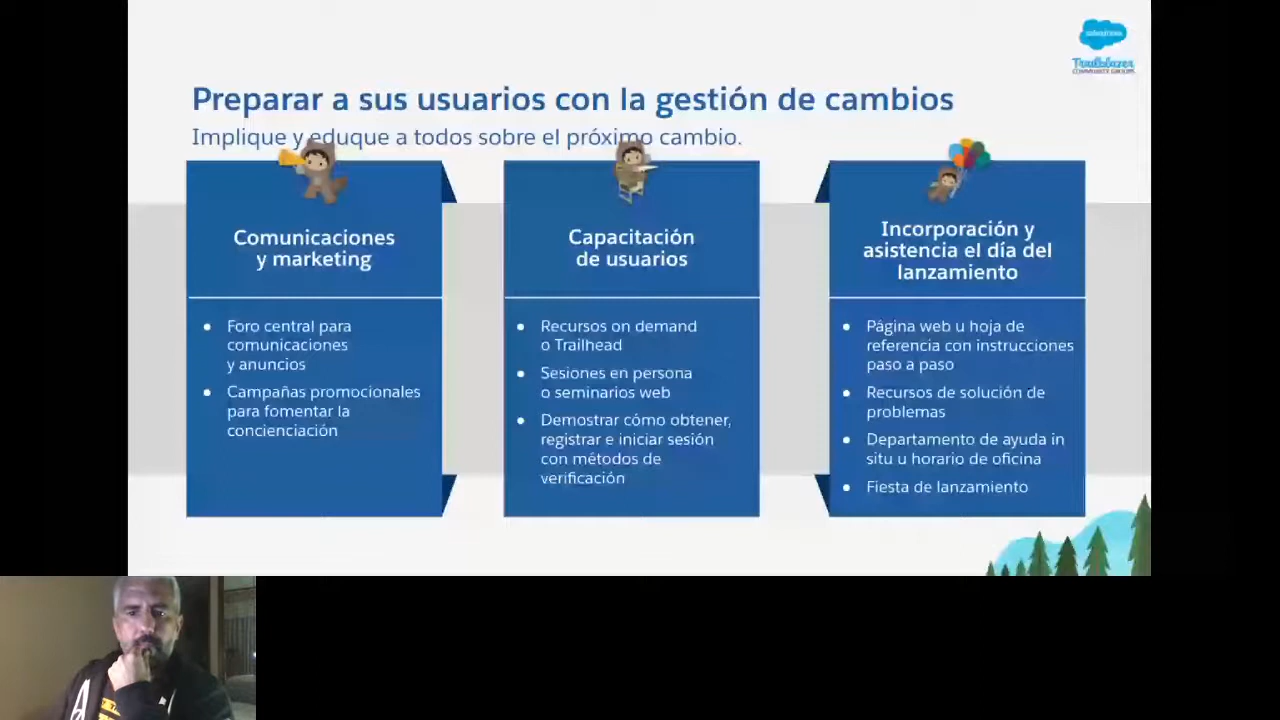 salesforce
Trailblazer
COMMUNITY GROUPS
Preparar a sus usuarios con la gestión de cambios
Implique y eduque a todos sobre el próximo cambio.
Comunicaciones
y marketing
• Foro central para
comunicaciones
y anuncios
• Campañas promocionales
para fomentar la
concienciación
Capacitación
de usuarios
• Recursos on demand
o Trailhead
• Sesiones en persona
o seminarios web
• Demostrar cómo obtener,
registrar e iniciar sesión
con métodos de
verificación
Incorporación y
asistencia el día del
lanzamiento
• Página web u hoja de
referencia con instrucciones
paso a paso
• Recursos de solución de
problemas
• Departamento de ayuda in
situ u horario de oficina
• Fiesta de lanzamiento